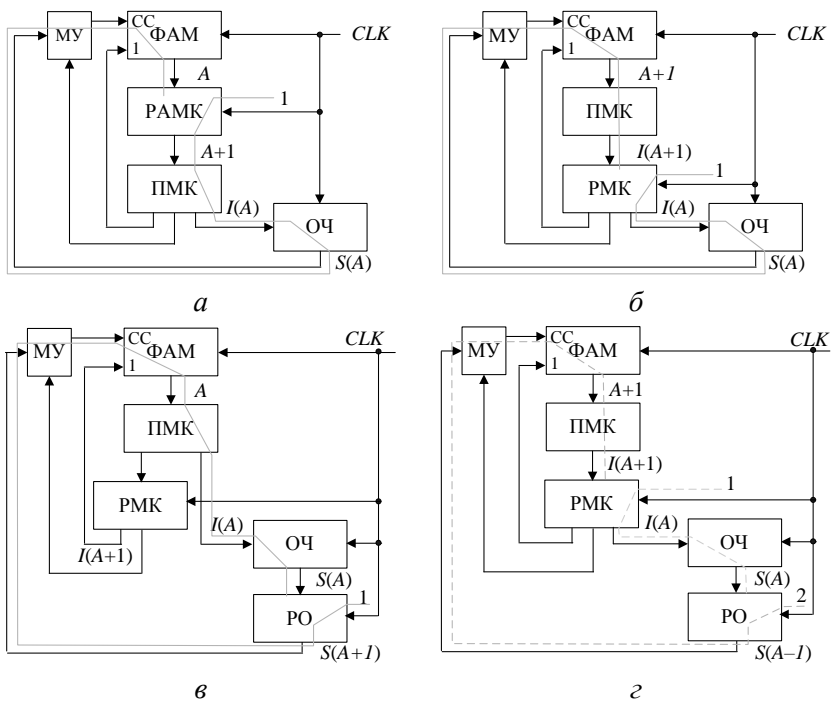 МУ
СС
ФАМ
1
CLK
A
РАМК
1
A+1
ПМК
I(A)
ОЧ
S(A)
а
МУ
СС
ФАМ
1
CLK
A+1
ПМК
I(A+1)
1
РМК
I(A)
ОЧ
S(A)
б
МУ
СС
ФАМ
1
CLK
A
ПМК
РМК
I(A)
I(A+1)
ОЧ
S(A)
1
РО
S(A+1)
в
МУ
СС
ФАМ
1
CLK
A+1
ПМК
I(A+1)
1
РМК
I(A)
ОЧ
S(A)
2
РО
S(A–1)
г